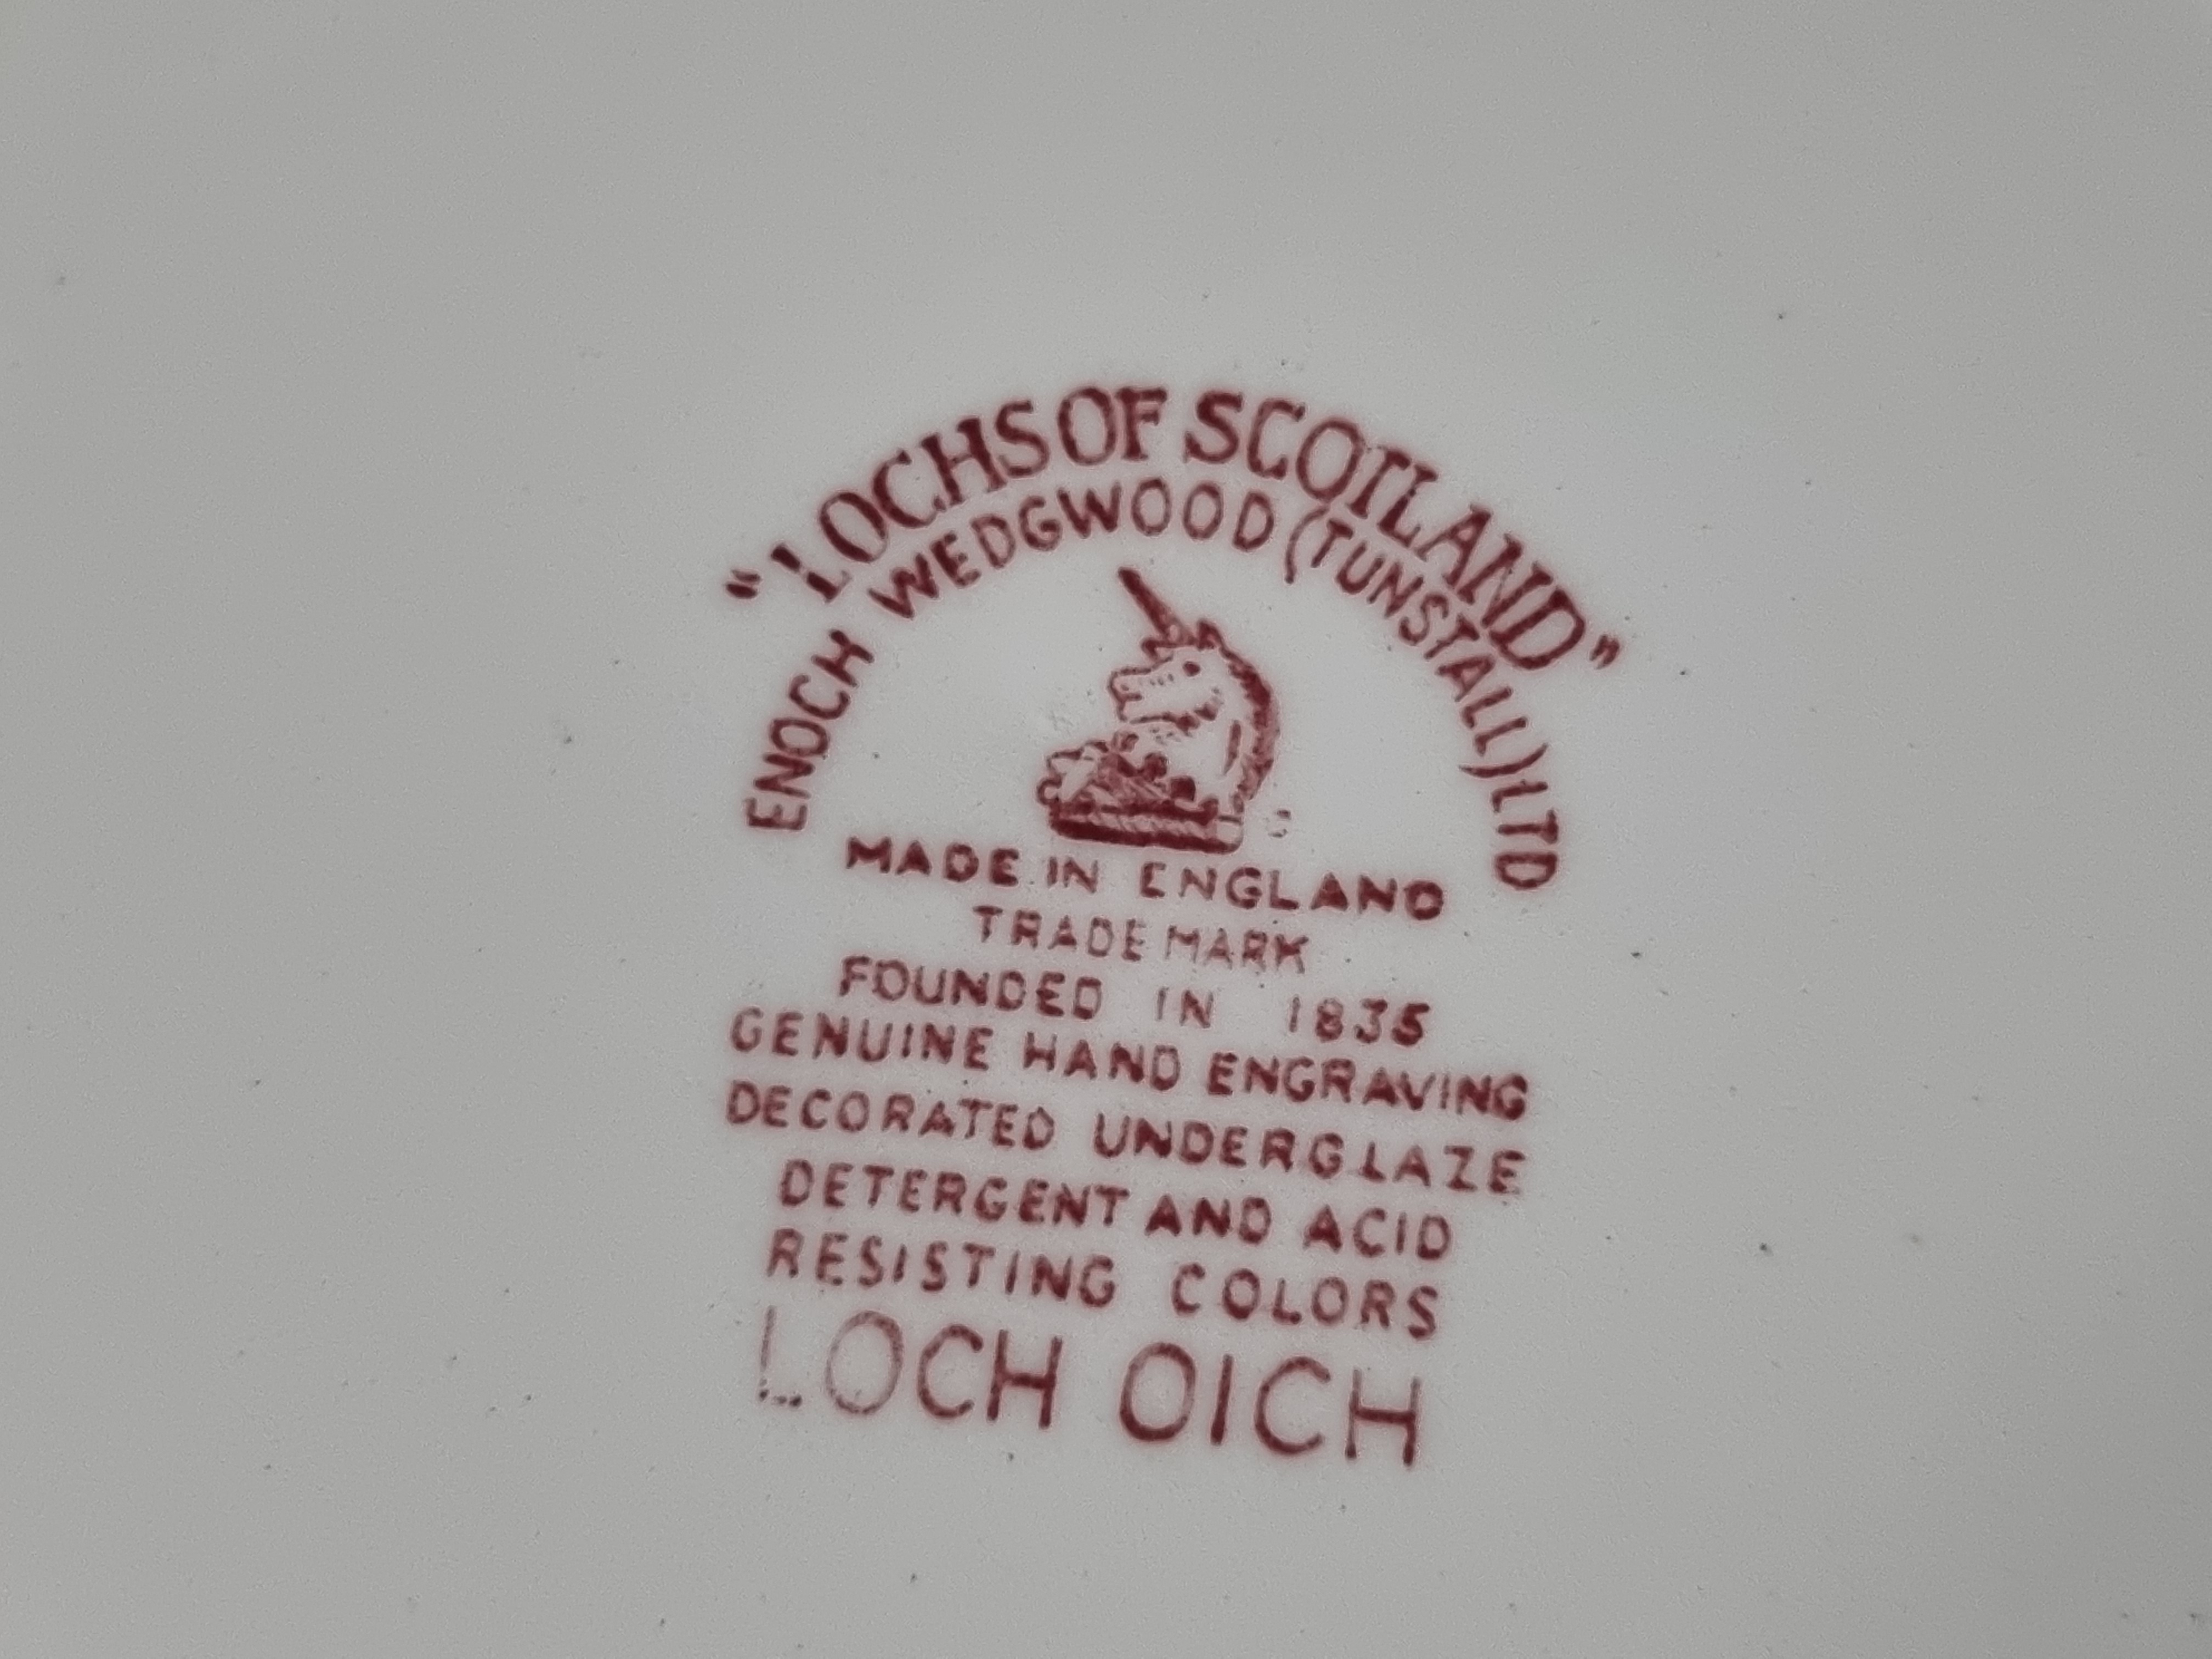 "LOCHS OF SCOTLAND"
ENOCH WEDGWOOD (TUNSTALL) LTD
MADE IN ENGLAND
TRADE MARK
FOUNDED IN 1835
GENUINE HAND ENGRAVING
DECORATED UNDERGLAZE
DETERGENT AND ACID
RESISTING COLORS
LOCH OICH